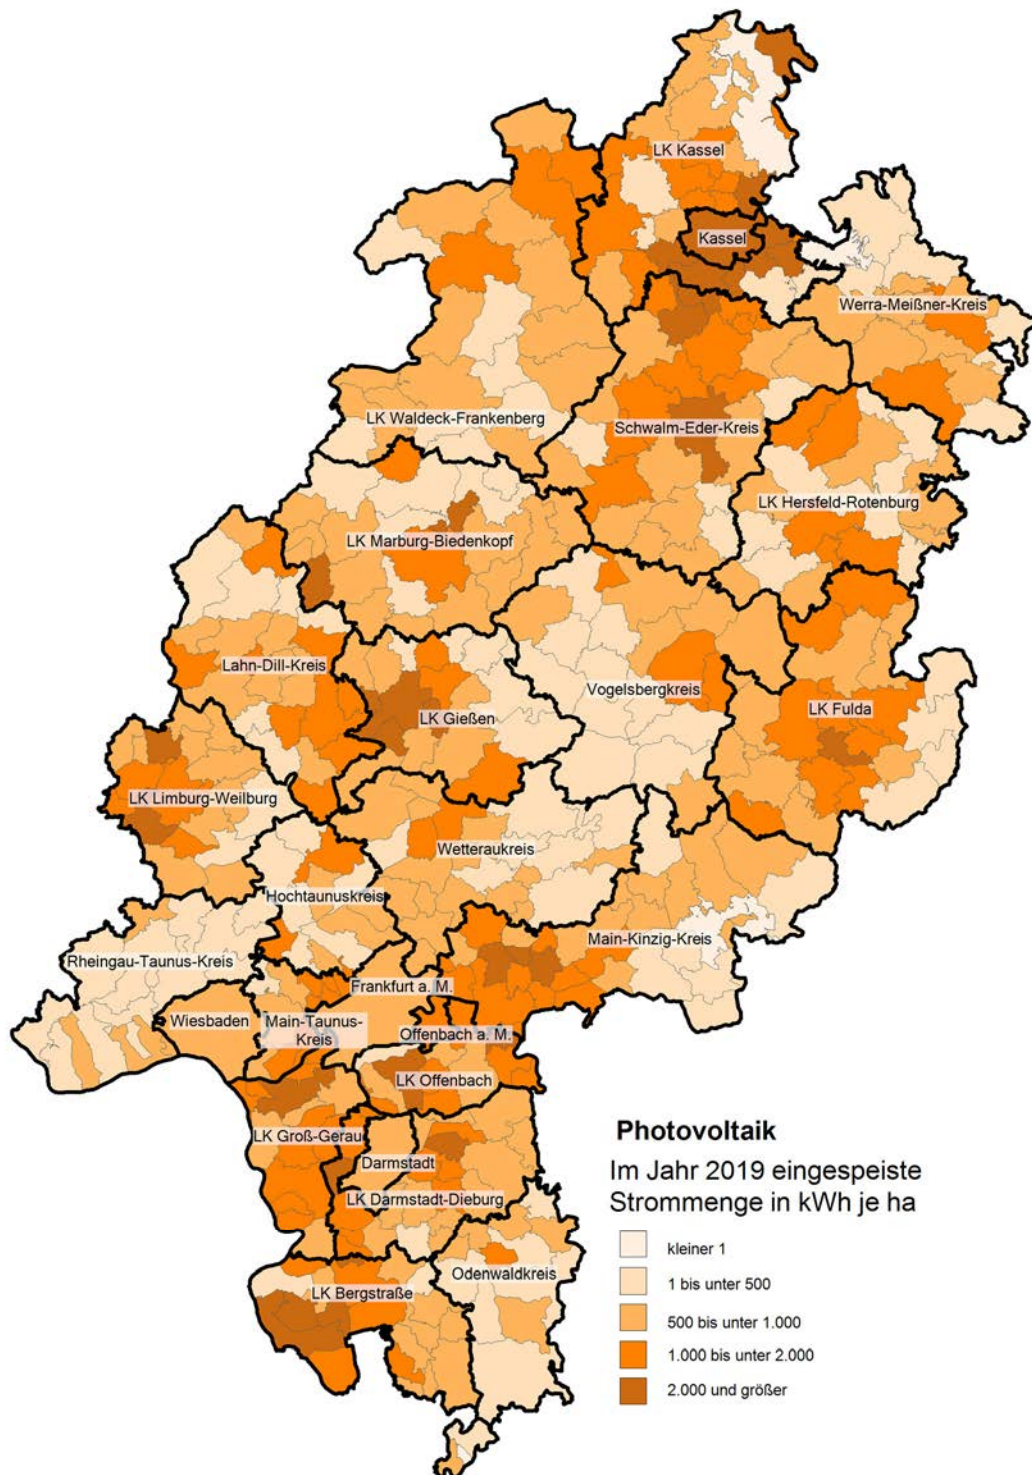 LK Kassel
Kassel
Werra-Meißner-Kreis
LK Waldeck-Frankenberg
Schwalm-Eder-Kreis
LK Hersfeld-Rotenburg
LK Marburg-Biedenkopf
Lahn-Dill-Kreis
Vogelsbergkreis
LK Gießen
LK Fulda
LK Limburg-Weilburg
Wetteraukreis
Hochtaunuskreis
Main-Kinzig-Kreis
Rheingau-Taunus-Kreis
Frankfurt a. M.
Wiesbaden
Main-Taunus-
Kreis
Offenbach a. M.
LK Offenbach
LK Groß-Gerau
Darmstadt
LK Darmstadt-Dieburg
Odenwaldkreis
LK Bergstraße
Photovoltaik
Im Jahr 2019 eingespeiste
Strommenge in kWh je ha
kleiner 1
1 bis unter 500
500 bis unter 1.000
1.000 bis unter 2.000
2.000 und größer